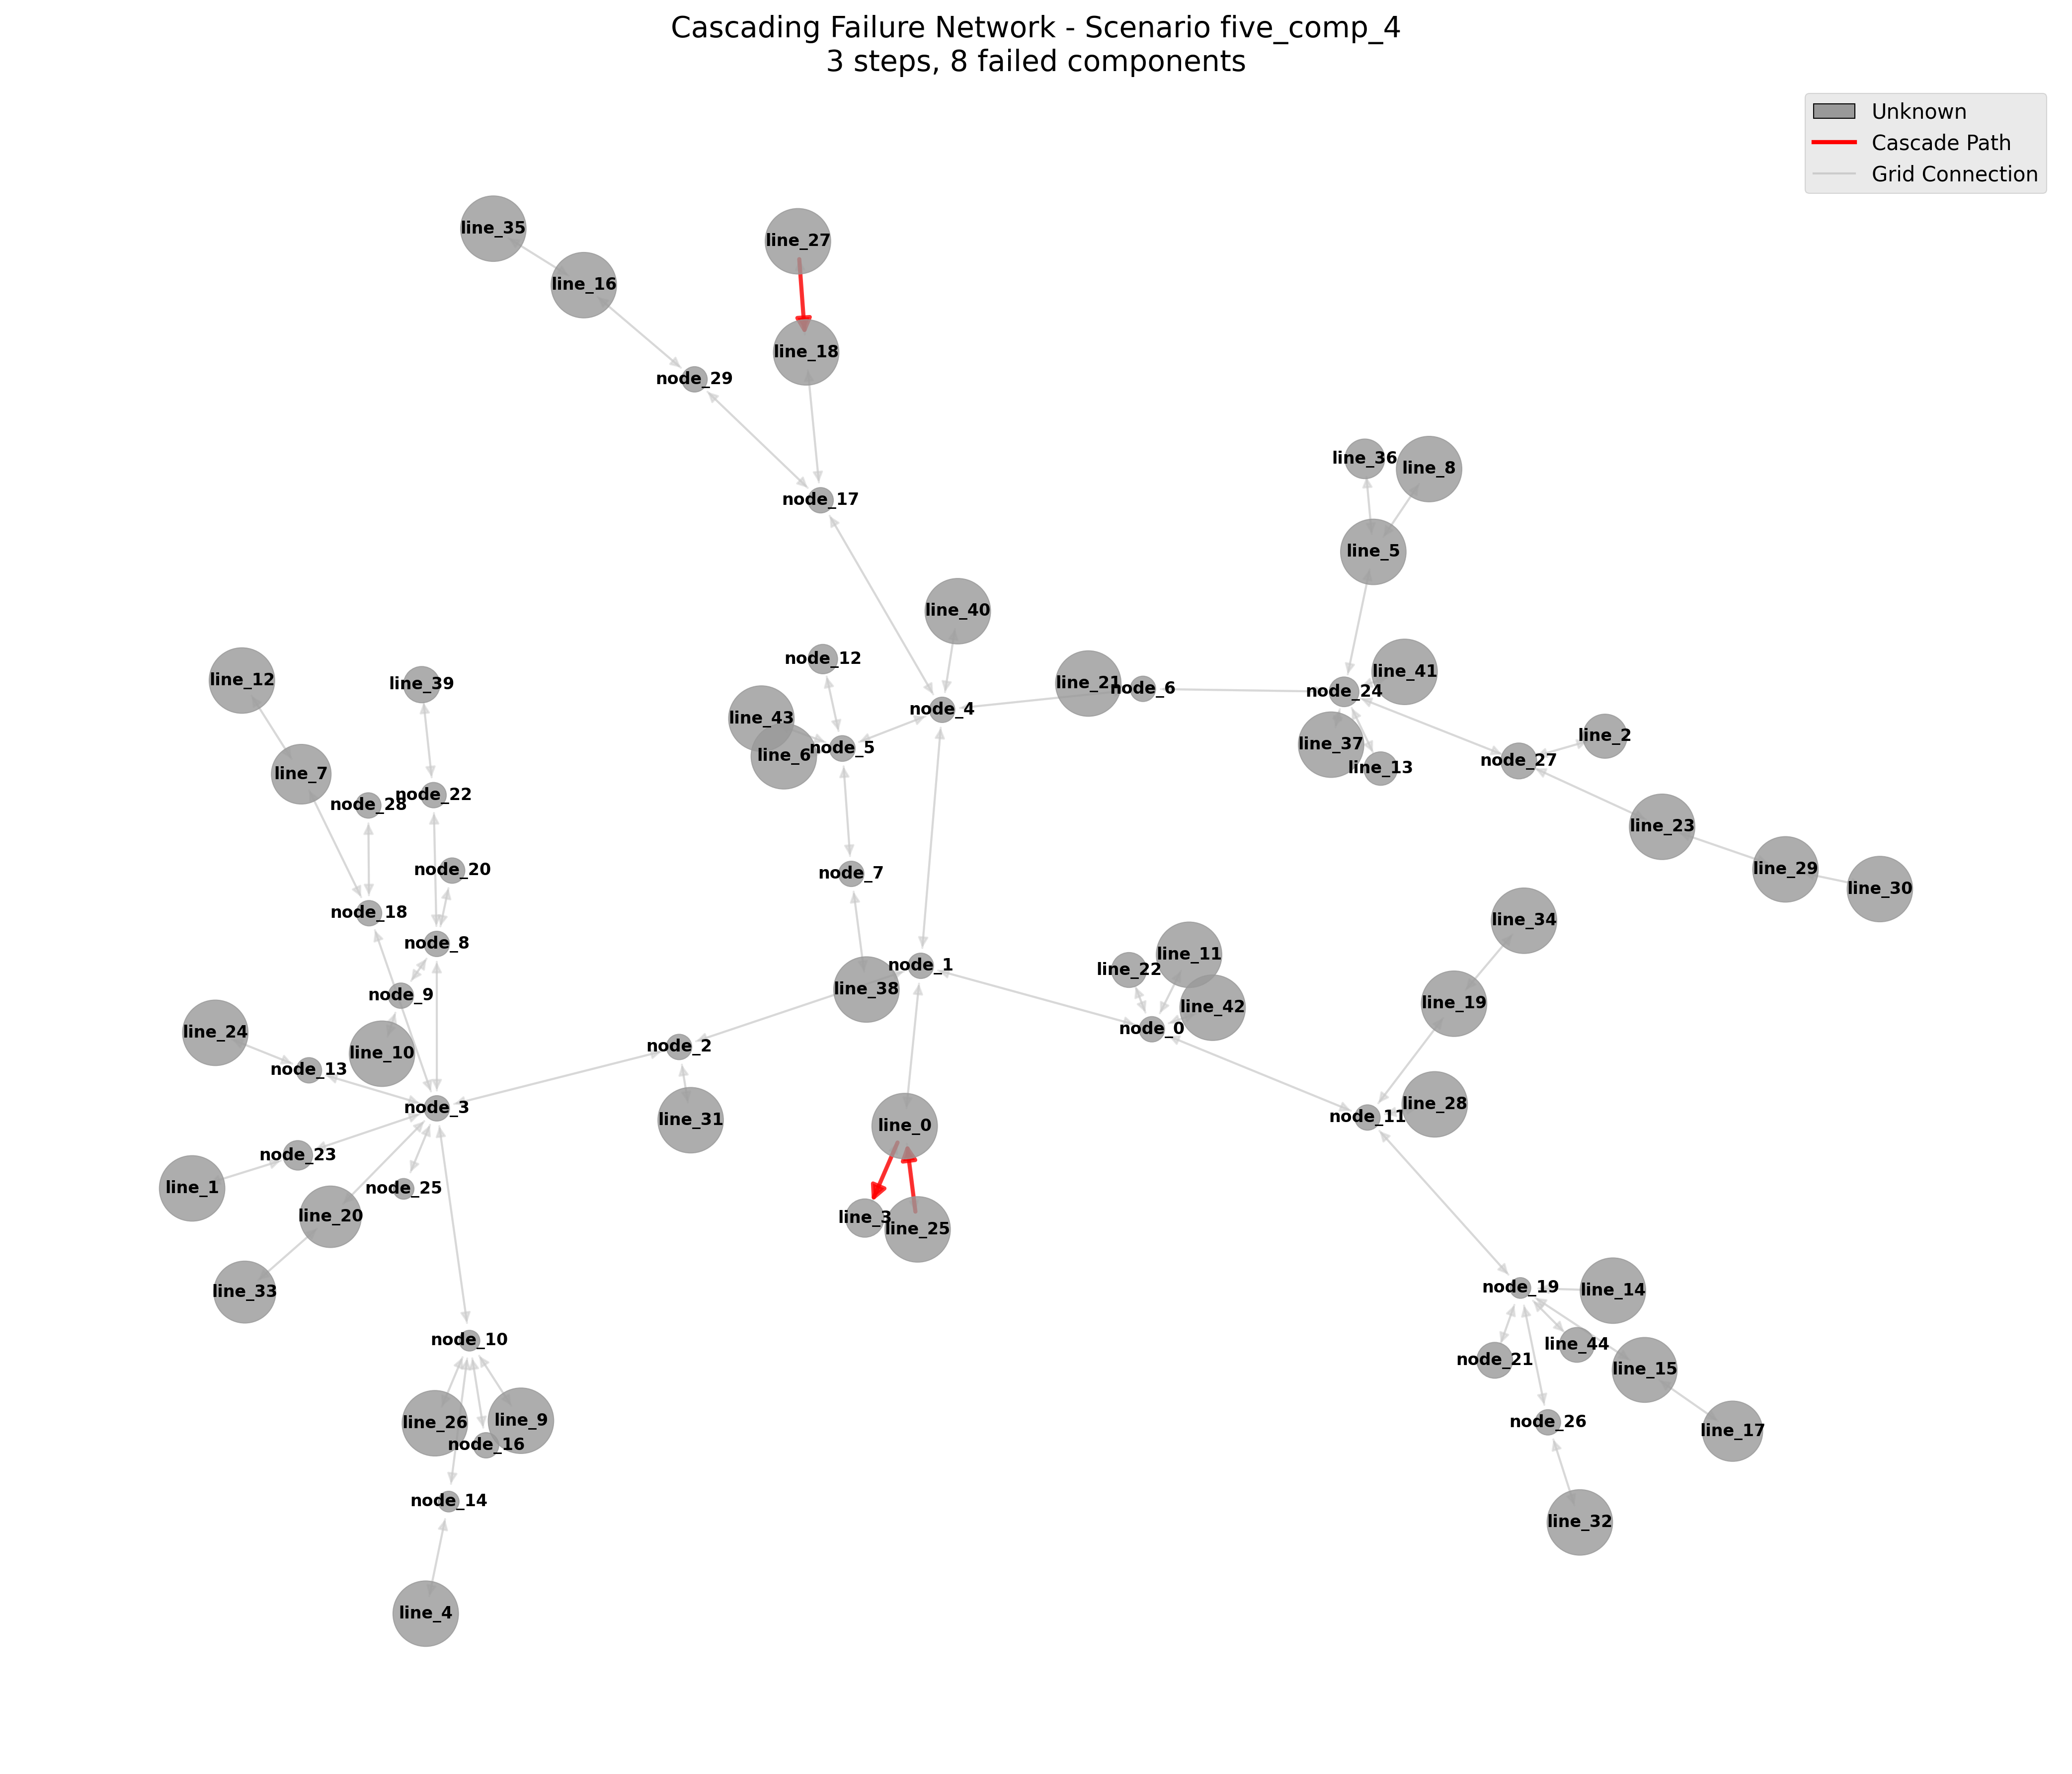 Cascading Failure Network - Scenario five_comp_4
3 steps, 8 failed components
Unknown
Cascade Path
Grid Connection
line_35
line_27
line_16
line_18
node_29
node_17
line_36
line_8
line_5
line_40
node_12
line_12
line_39
line_21
node_6
line_41
node_24
node_4
line_43
node_5
line_6
line_37
line_13
line_2
node_27
line_7
node_28
node_22
line_23
node_20
node_7
line_29
line_30
node_18
line_34
node_8
line_11
node_1
line_22
node_9
line_38
line_19
line_42
line_24
node_0
node_2
line_10
node_13
node_3
line_28
node_11
line_31
line_0
node_23
line_1
node_25
line_20
line_3
line_25
line_33
node_19
line_14
node_10
line_44
node_21
line_15
line_26
line_9
node_16
node_26
line_17
node_14
line_32
line_4